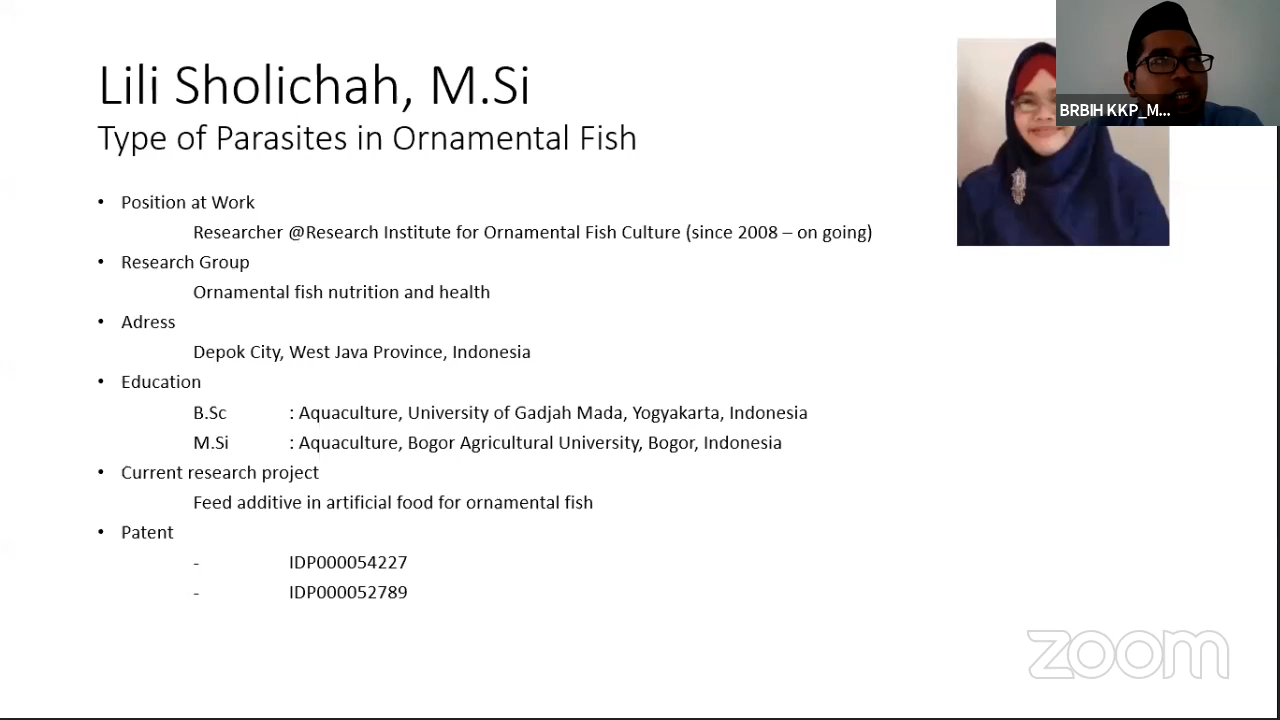 Lili Sholichah, M.Si
Type of Parasites in Ornamental Fish
BRBIH KKP_M...
• Position at Work
Researcher @Research Institute for Ornamental Fish Culture (since 2008 – on going)
• Research Group
Ornamental fish nutrition and health
• Adress
Depok City, West Java Province, Indonesia
• Education
B.Sc : Aquaculture, University of Gadjah Mada, Yogyakarta, Indonesia
M.Si : Aquaculture, Bogor Agricultural University, Bogor, Indonesia
• Current research project
Feed additive in artificial food for ornamental fish
• Patent
- IDP000054227
- IDP000052789
zoom